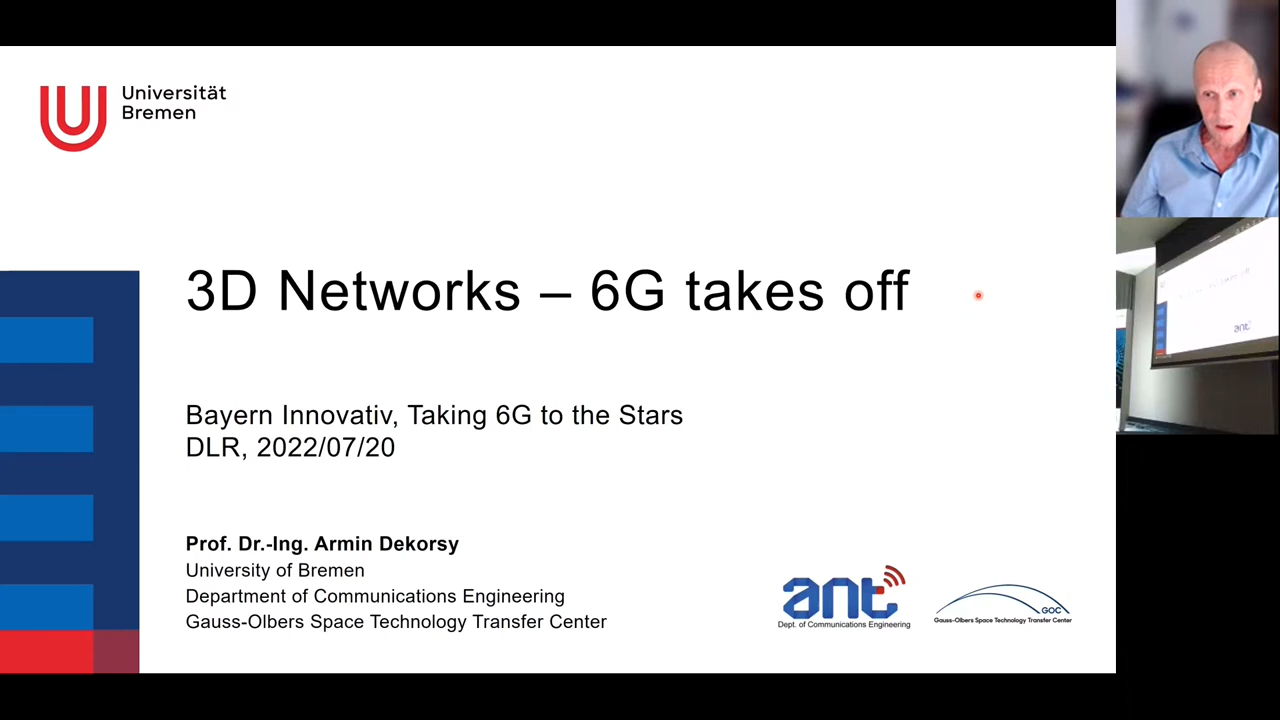 Universität
Bremen
3D Networks – 6G takes off
Bayern Innovativ, Taking 6G to the Stars
DLR, 2022/07/20
Prof. Dr.-Ing. Armin Dekorsy
University of Bremen
Department of Communications Engineering
Gauss-Olbers Space Technology Transfer Center
ant
Dept. of Communications Engineering
GOC
Gauss-Olbers Space Technology Transfer Center
ant